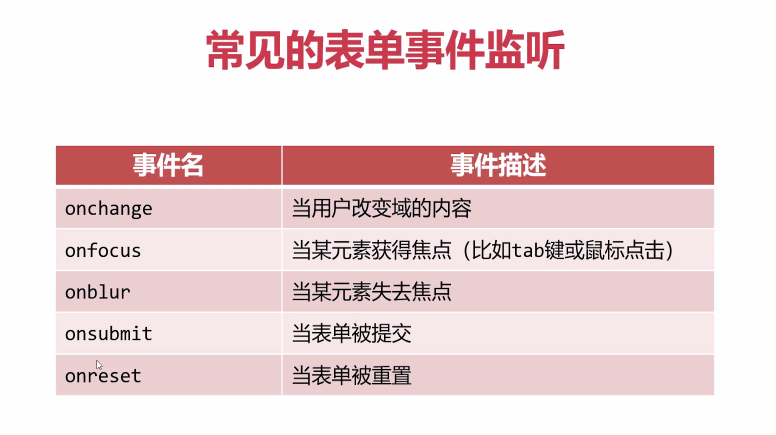 常见的表单事件监听
事件名 事件描述
onchange 当用户改变域的内容
onfocus 当某元素获得焦点（比如tab键或鼠标点击）
onblur 当某元素失去焦点
onsubmit 当表单被提交
onreset 当表单被重置